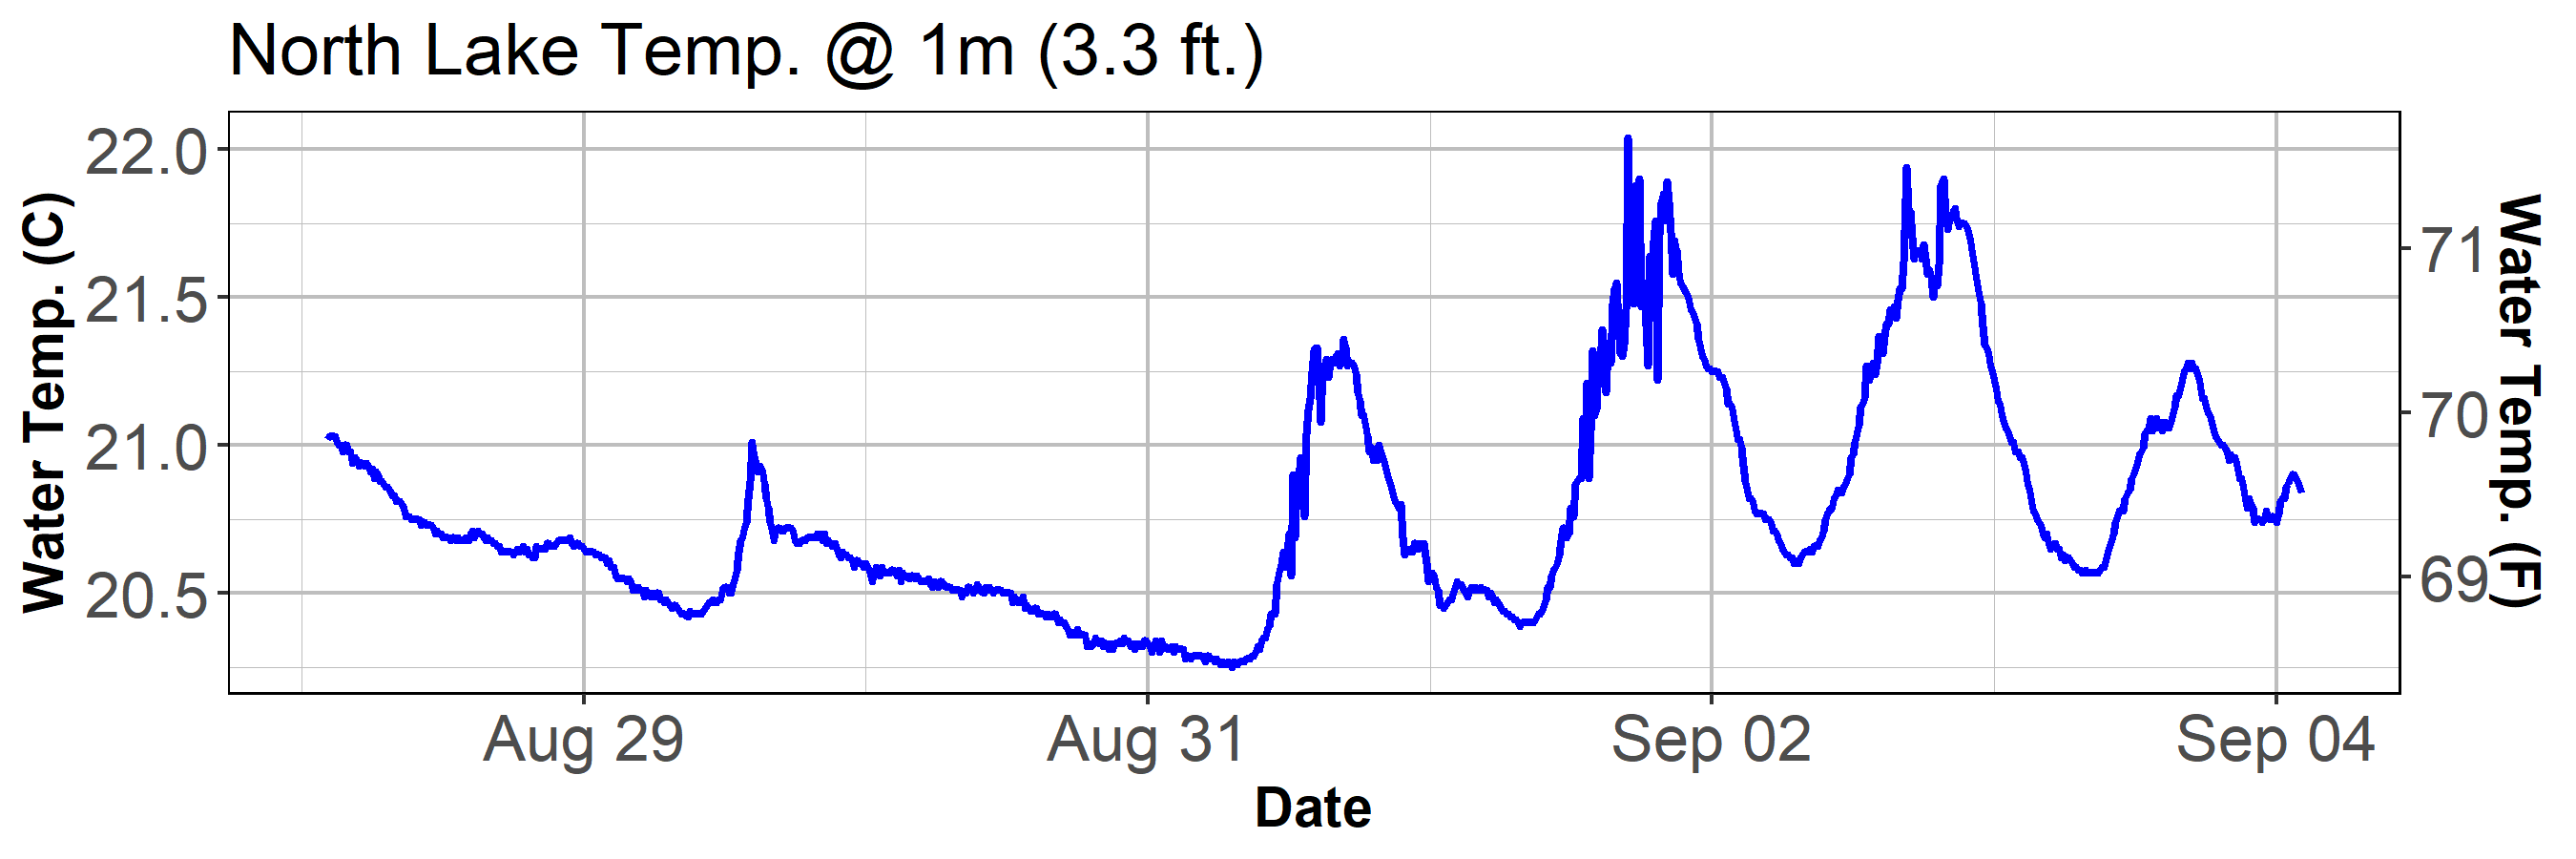 North Lake Temp. @ 1m (3.3 ft.)
Water Temp. (C)
22.0
21.5
21.0
20.5
71
70
69
Water Temp. (F)
Aug 29 Aug 31 Sep 02 Sep 04
Date